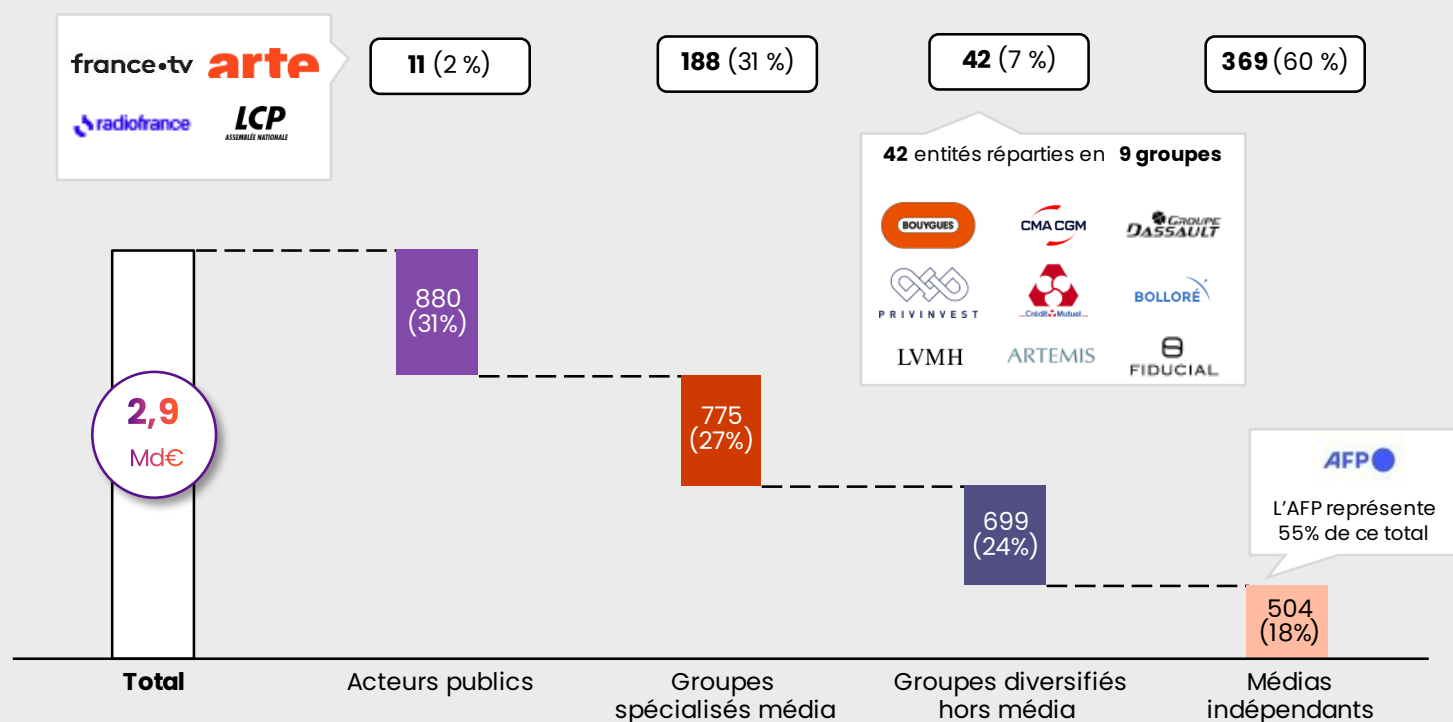 france•tv arte
radiofrance LCP
ASSEMBLÉE NATIONALE
11 (2 %)
188 (31 %)
42 (7 %)
369 (60 %)
42 entités réparties en 9 groupes
BOUYGUES CMA CGM GROUPE DASSAULT
PRIVINVEST Crédit Mutuel BOLLORÉ
LVMH ARTEMIS FIDUCIAL
880
(31%)
775
(27%)
699
(24%)
504
(18%)
2,9
Md€
AFP
L’AFP représente
55% de ce total
Total
Acteurs publics
Groupes
spécialisés média
Groupes diversifiés
hors média
Médias
indépendants